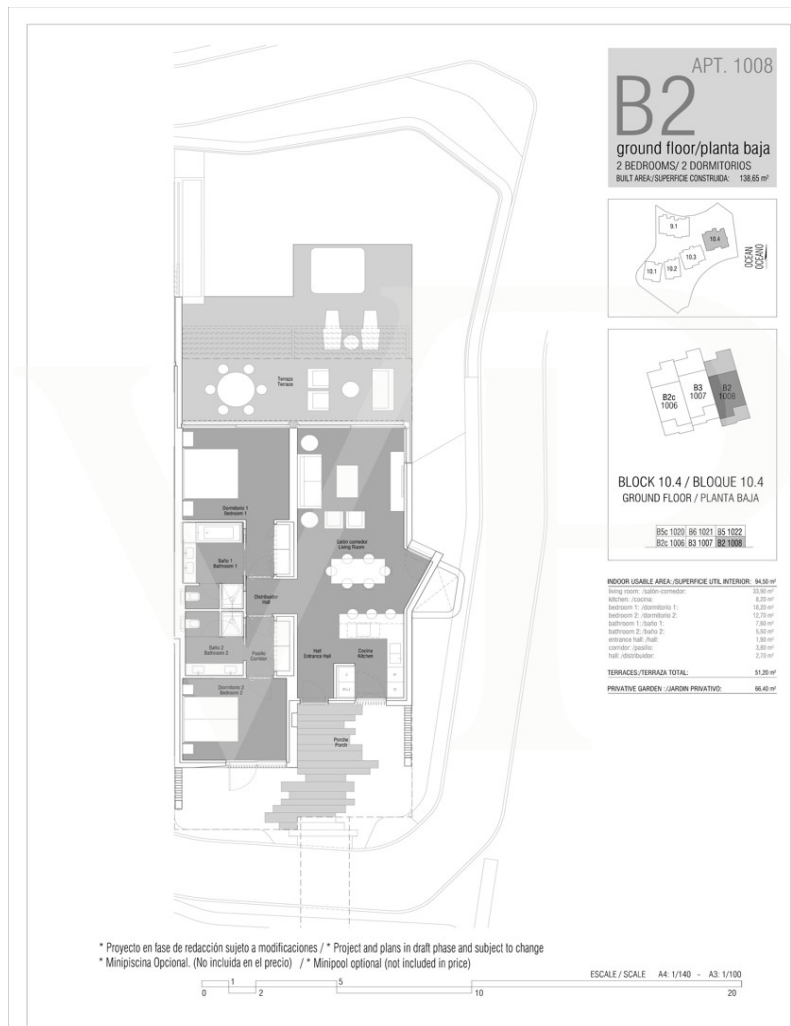 APT. 1008
B2
ground floor/planta baja
2 BEDROOMS/ 2 DORMITORIOS
BUILT AREA:/SUPERFICIE CONSTRUIDA: 138,65 m²
9.1
10.4
10.3
10.2
10.1
OCEAN
OCEANO
B2c
1006
B3
1007
B2
1008
BLOCK 10.4 / BLOQUE 10.4
GROUND FLOOR / PLANTA BAJA
B5c 1020 B6 1021 B5 1022
B2c 1006 B3 1007 B2 1008
INDOOR USABLE AREA:/SUPERFICIE UTIL INTERIOR: 94,50 m²
living room: /salón-comedor: 33,90 m²
kitchen: /cocina: 8,20 m²
bedroom 1: /dormitorio 1: 18,20 m²
bedroom 2: /dormitorio 2: 12,70 m²
bathroom 1:/baño 1: 7,60 m²
bathroom 2:/baño 2: 5,50 m²
entrance hall: /hall: 1,90 m²
corridor: /pasillo: 3,80 m²
hall: /distribuidor: 2,70 m²
TERRACES:/TERRAZA TOTAL: 51,20 m²
PRIVATIVE GARDEN :/JARDIN PRIVATIVO: 66,40 m²
Terraza
Terrace
Dormitorio 1
Bedroom 1
Salón comedor
Living Room
Baño 1
Bathroom 1
Distribuidor
Hall
Baño 2
Bathroom 2
Pasillo
Corridor
Hall
Entrance Hall
Cocina
Kitchen
Dormitorio 2
Bedroom 2
Porche
Porch
* Proyecto en fase de redacción sujeto a modificaciones / * Project and plans in draft phase and subject to change
* Minipiscina Opcional. (No incluida en el precio) / * Minipool optional (not included in price)
ESCALE / SCALE A4: 1/140 - A3: 1/100
0 1 2 5 10 20
VP